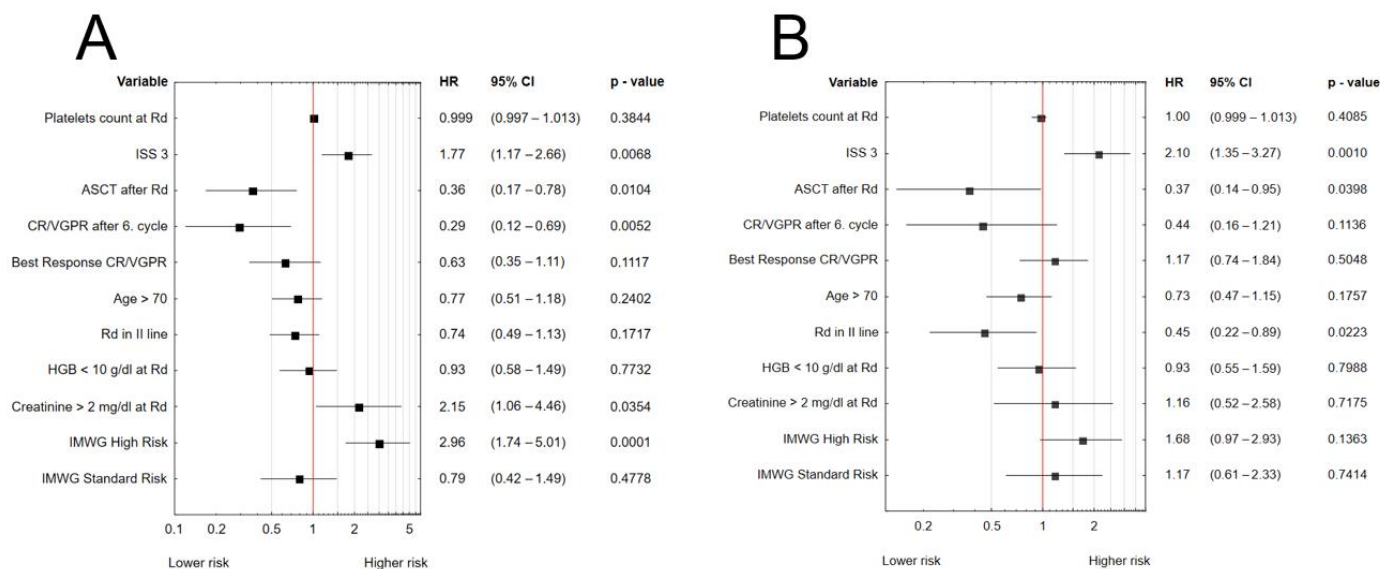 A
Variable HR 95% CI p - value
Platelets count at Rd 0.999 (0.997 – 1.013) 0.3844
ISS 3 1.77 (1.17 – 2.66) 0.0068
ASCT after Rd 0.36 (0.17 – 0.78) 0.0104
CR/VGPR after 6. cycle 0.29 (0.12 – 0.69) 0.0052
Best Response CR/VGPR 0.63 (0.35 – 1.11) 0.1117
Age > 70 0.77 (0.51 – 1.18) 0.2402
Rd in II line 0.74 (0.49 – 1.13) 0.1717
HGB < 10 g/dl at Rd 0.93 (0.58 – 1.49) 0.7732
Creatinine > 2 mg/dl at Rd 2.15 (1.06 – 4.46) 0.0354
IMWG High Risk 2.96 (1.74 – 5.01) 0.0001
IMWG Standard Risk 0.79 (0.42 – 1.49) 0.4778
0.1 0.2 0.5 1 2 5
Lower risk Higher risk
B
Variable HR 95% CI p - value
Platelets count at Rd 1.00 (0.999 – 1.013) 0.4085
ISS 3 2.10 (1.35 – 3.27) 0.0010
ASCT after Rd 0.37 (0.14 – 0.95) 0.0398
CR/VGPR after 6. cycle 0.44 (0.16 – 1.21) 0.1136
Best Response CR/VGPR 1.17 (0.74 – 1.84) 0.5048
Age > 70 0.73 (0.47 – 1.15) 0.1757
Rd in II line 0.45 (0.22 – 0.89) 0.0223
HGB < 10 g/dl at Rd 0.93 (0.55 – 1.59) 0.7988
Creatinine > 2 mg/dl at Rd 1.16 (0.52 – 2.58) 0.7175
IMWG High Risk 1.68 (0.97 – 2.93) 0.1363
IMWG Standard Risk 1.17 (0.61 – 2.33) 0.7414
0.2 0.5 1 2
Lower risk Higher risk